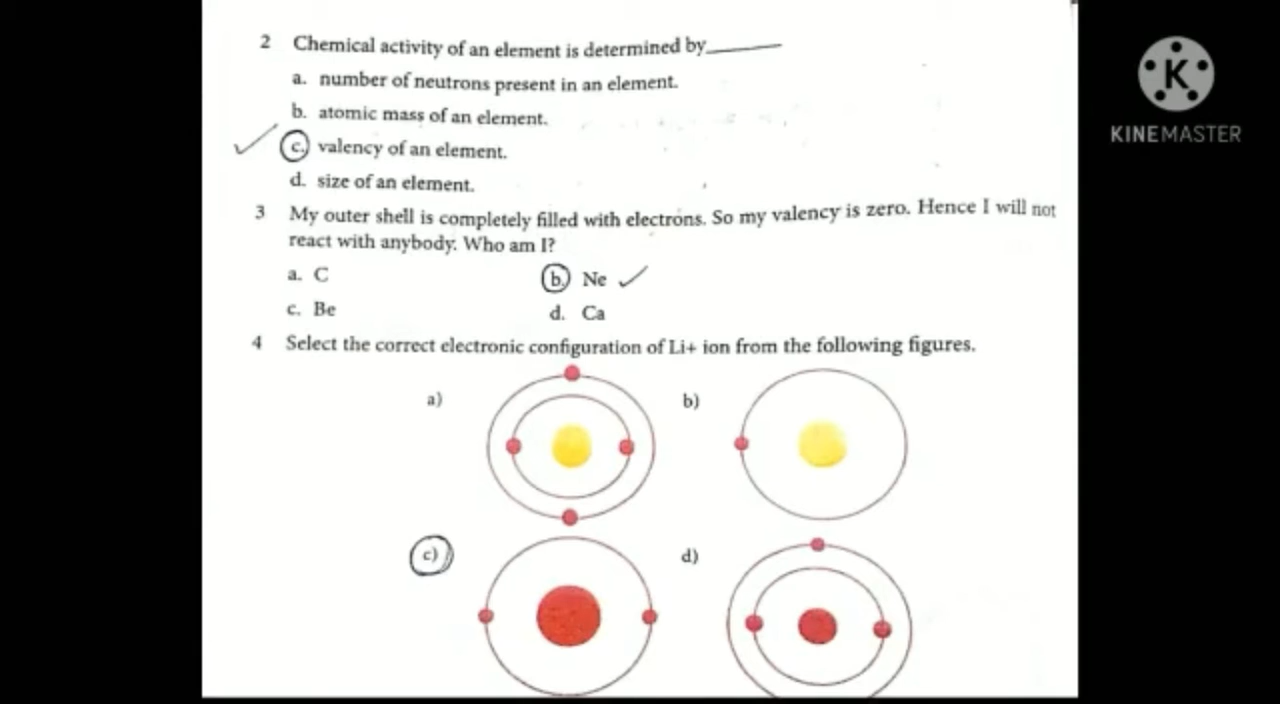 2 Chemical activity of an element is determined by
a. number of neutrons present in an element.
b. atomic mass of an element.
c. valency of an element.
d. size of an element.
3 My outer shell is completely filled with electrons. So my valency is zero. Hence I will not
react with anybody. Who am I?
a. C
b. Ne
c. Be
d. Ca
4 Select the correct electronic configuration of Li+ ion from the following figures.
a)
b)
c)
d)
K
KINEMASTER